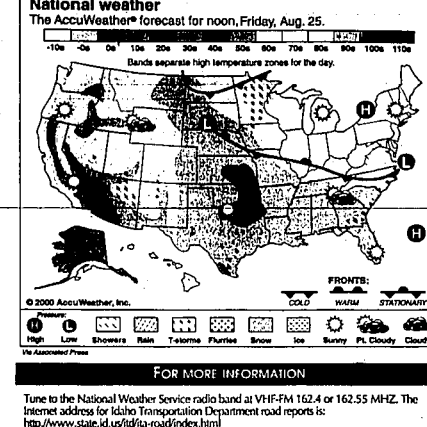 National weather
The AccuWeather® forecast for noon, Friday, Aug. 25.
-10s -0s 0s 10s 20s 30s 40s 50s 60s 70s 80s 90s 100s 110s
Bands separate high temperature zones for the day.
H
L
L
H
FRONTS:
COLD WARM STATIONARY
© 2000 AccuWeather, Inc.
Pressure:
H L
High Low Showers Rain T-storms Flurries Snow Ice Sunny Pt. Cloudy Cloudy
Via Associated Press
FOR MORE INFORMATION
Tune to the National Weather Service radio band at VHF-FM 162.4 or 162.55 MHZ. The
Internet address for Idaho Transportation Department road reports is:
http://www.state.id.us/itd/ita-road/index.html